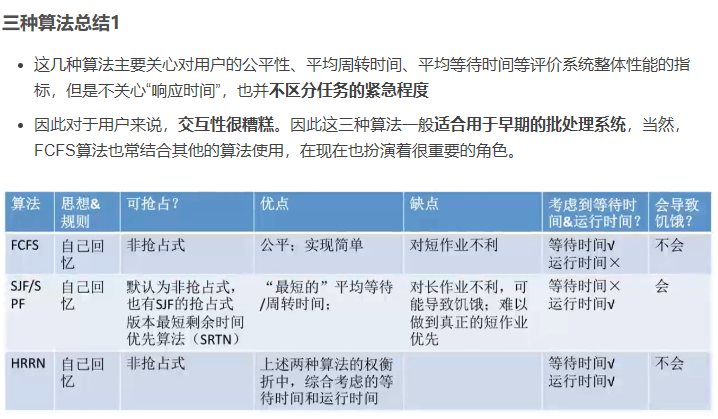 三种算法总结1
这几种算法主要关心对用户的公平性、平均周转时间、平均等待时间等评价系统整体性能的指
标，但是不关心“响应时间”，也并不区分任务的紧急程度
因此对于用户来说，交互性很糟糕。因此这三种算法一般适合用于早期的批处理系统，当然，
FCFS算法也常结合其他的算法使用，在现在也扮演着很重要的角色。
算法 思想& 可抢占？ 优点 缺点 考虑到等待时 会导致
规则 间&运行时间？ 饥饿？
FCFS 自己回 非抢占式 公平；实现简单 对短作业不利 等待时间√ 不会
忆 运行时间×
SJF/S 自己回 默认为非抢占式， “最短的”平均等待 对长作业不利，可 等待时间× 会
PF 忆 也有SJF的抢占式 /周转时间； 能导致饥饿；难以 运行时间√
版本最短剩余时间 做到真正的短作业
优先算法（SRTN） 优先
HRRN 自己回 非抢占式 上述两种算法的权衡 等待时间√ 不会
忆 折中，综合考虑的等 运行时间√
待时间和运行时间